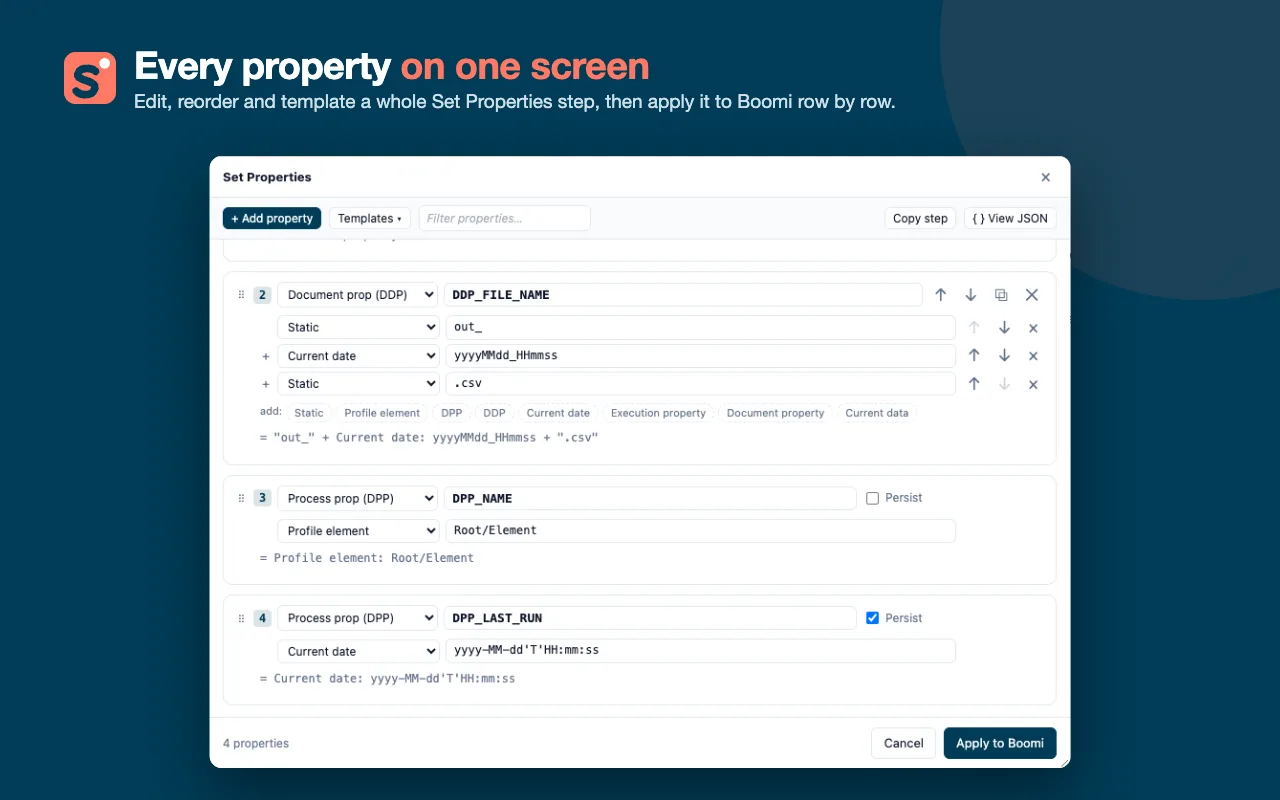 S
Every property on one screen
Edit, reorder and template a whole Set Properties step, then apply it to Boomi row by row.
Set Properties ×
+ Add property Templates ▾ Filter properties... Copy step { } View JSON
2 Document prop (DDP) DDP_FILE_NAME
Static out_
+ Current date yyyyMMdd_HHmmss
+ Static .csv
add: Static Profile element DPP DDP Current date Execution property Document property Current data
= "out_" + Current date: yyyyMMdd_HHmmss + ".csv"
3 Process prop (DPP) DPP_NAME Persist
Profile element Root/Element
= Profile element: Root/Element
4 Process prop (DPP) DPP_LAST_RUN Persist
Current date yyyy-MM-dd'T'HH:mm:ss
= Current date: yyyy-MM-dd'T'HH:mm:ss
4 properties Cancel Apply to Boomi